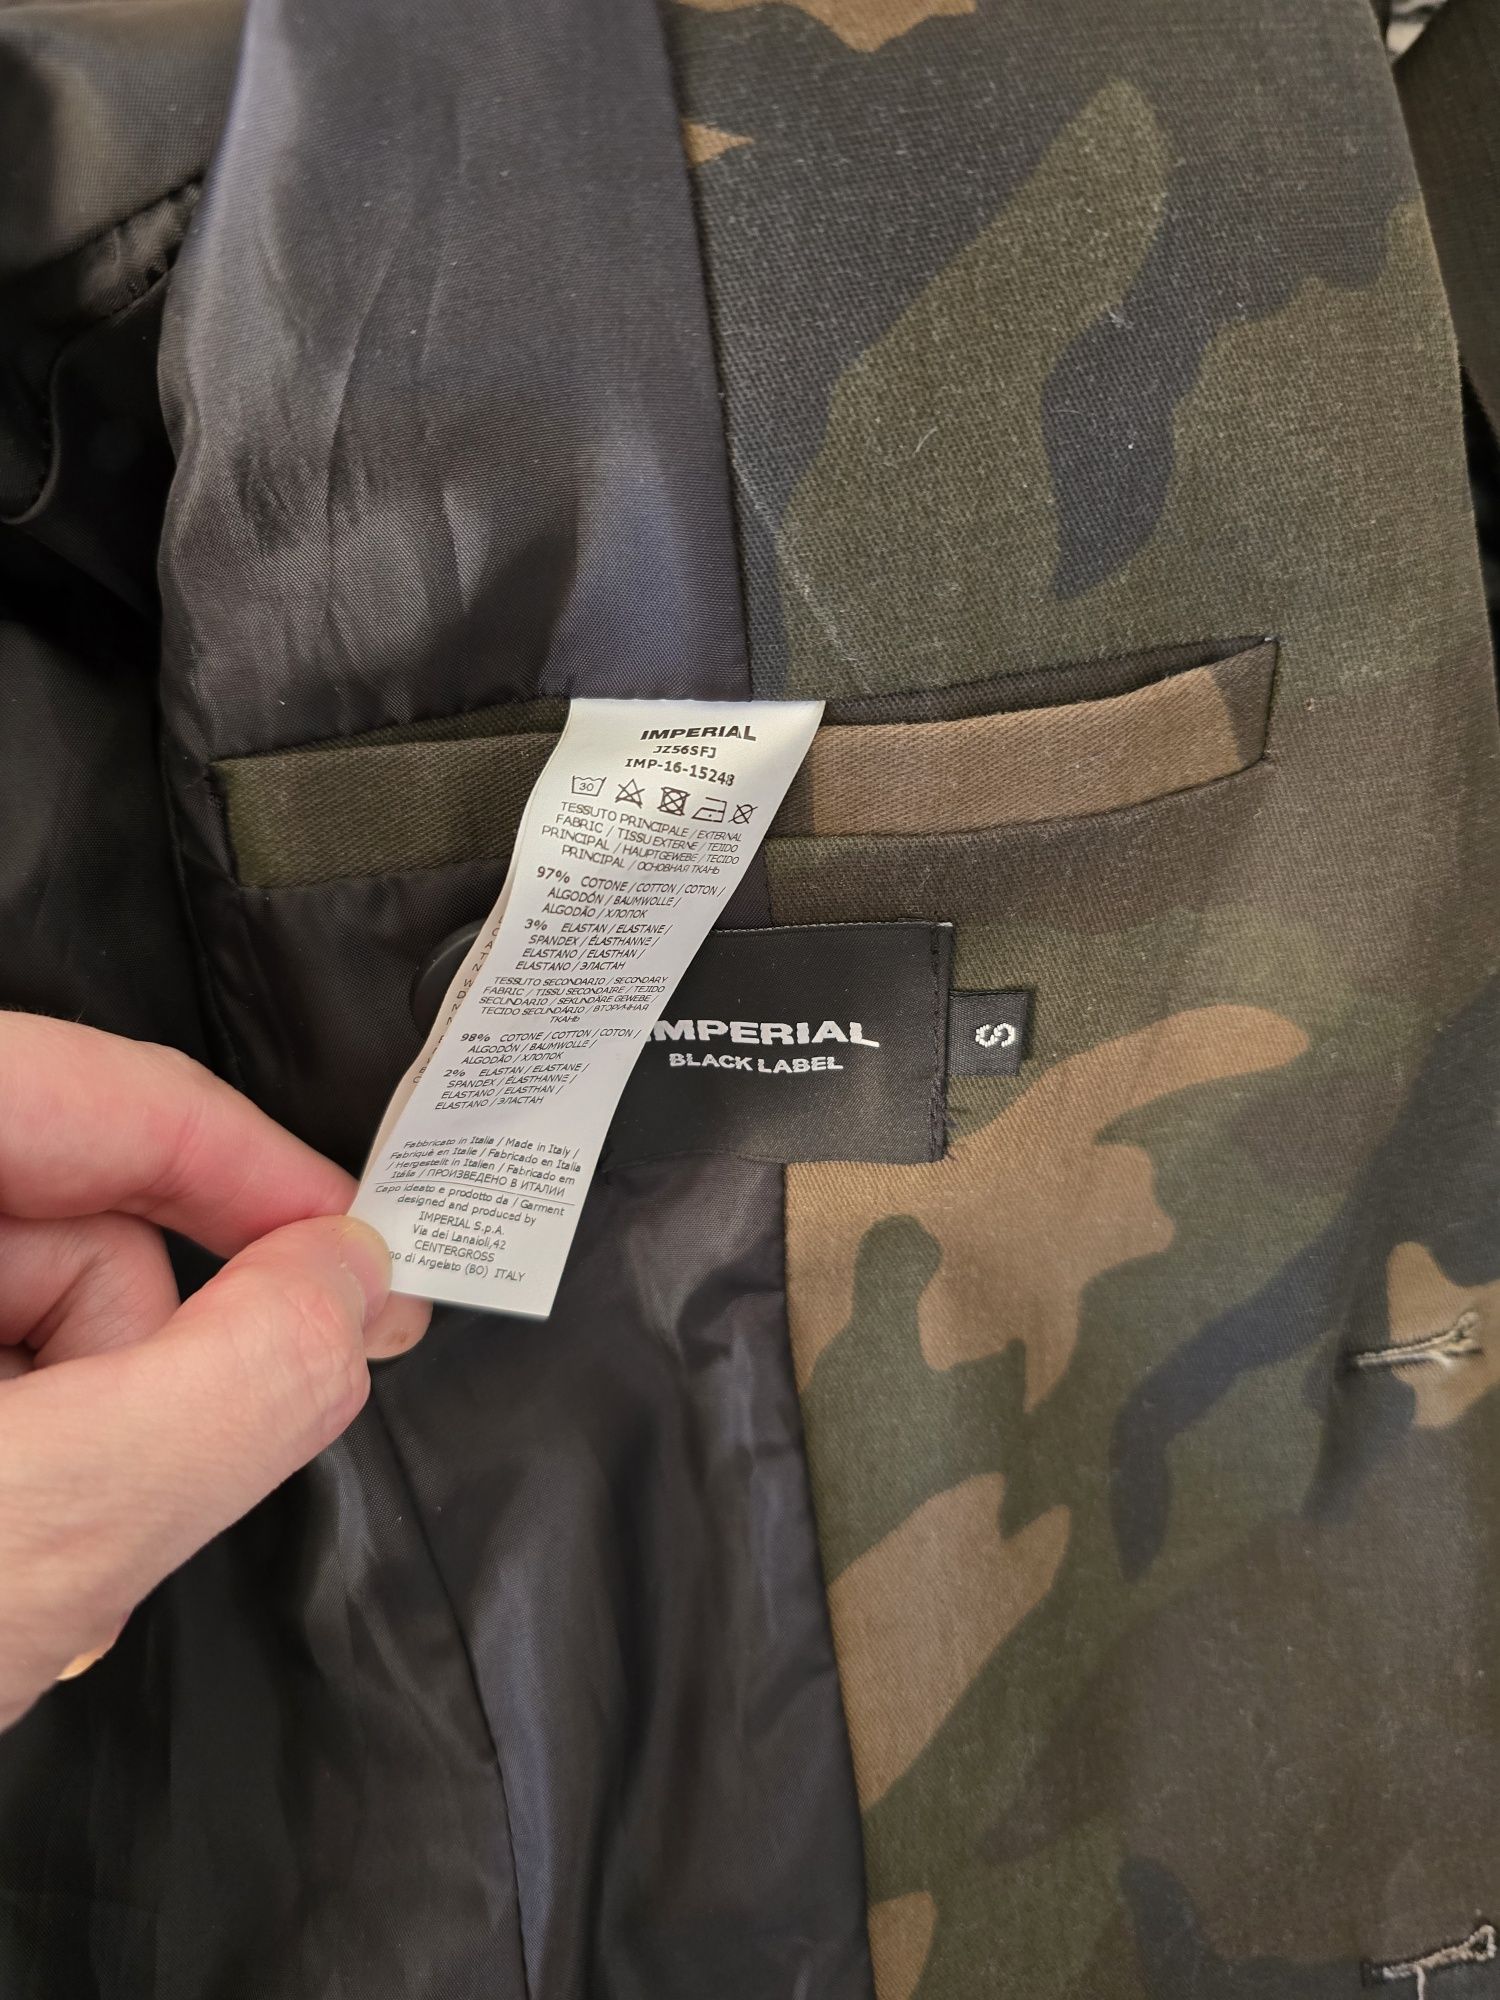 IMPERIAL
JZ56SFJ
IMP-16-15248
30
TESSUTO PRINCIPALE / EXTERNAL
FABRIC / TISSU EXTERNE / TEJIDO
PRINCIPAL / HAUPTGEWEBE / TECIDO
PRINCIPAL / ОСНОВНАЯ ТКАНЬ
97% COTONE / COTTON / COTON /
ALGODÓN / BAUMWOLLE /
ALGODÃO / ХЛОПОК
3% ELASTAN / ELASTANE /
SPANDEX / ÉLASTHANNE /
ELASTANO / ELASTHAN /
ELASTANO / ЭЛАСТАН
TESSUTO SECONDARIO / SECONDARY
FABRIC / TISSU SECONDAIRE / TEJIDO
SECUNDARIO / SEKUNDÄRE GEWEBE /
TECIDO SECUNDÁRIO / ВТОРИЧНАЯ
ТКАНЬ
98% COTONE / COTTON / COTON /
ALGODÓN / BAUMWOLLE /
ALGODÃO / ХЛОПОК
2% ELASTAN / ELASTANE /
SPANDEX / ÉLASTHANNE /
ELASTANO / ELASTHAN /
ELASTANO / ЭЛАСТАН
Fabbricato in Italia / Made in Italy /
Fabriqué en Italie / Fabricado en Italia
/ Hergestellt in Italien / Fabricado em
Itália / ПРОИЗВЕДЕНО В ИТАЛИИ
Capo ideato e prodotto da / Garment
designed and produced by
IMPERIAL S.p.A.
Via dei Lanaioli,42
CENTERGROSS
di Argelato (BO) ITALY
IMPERIAL
BLACK LABEL
S